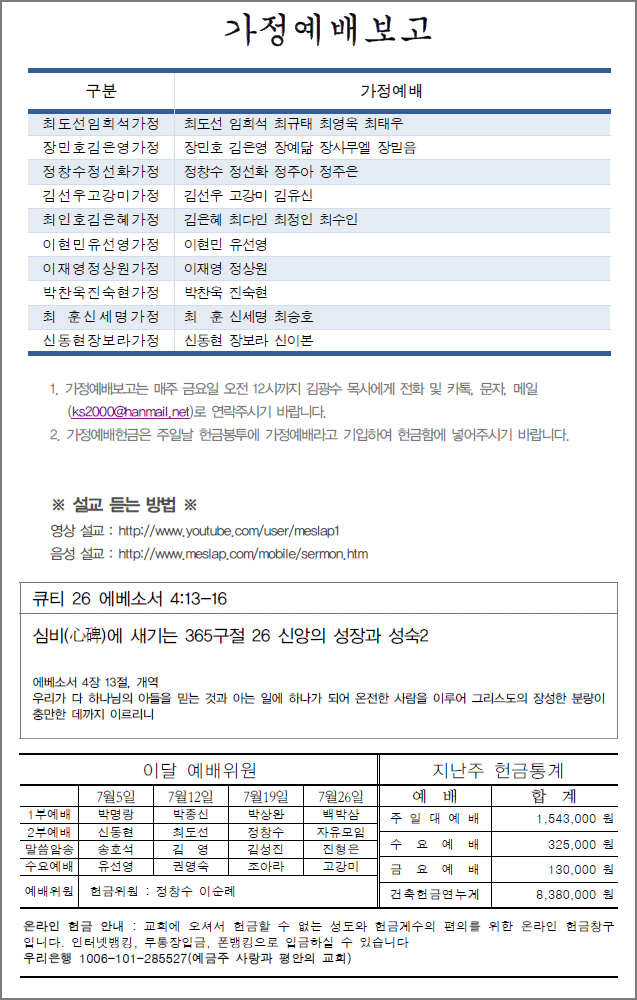 가정예배보고
구분 가정예배
최도선임희석가정 최도선 임희석 최규태 최영욱 최태우
장민호김은영가정 장민호 김은영 장예닮 장사무엘 장믿음
정창수정선화가정 정창수 정선화 정주아 정주은
김선우고강미가정 김선우 고강미 김유신
최인호김은혜가정 김은혜 최다인 최정인 최수인
이현민유선영가정 이현민 유선영
이재영정상원가정 이재영 정상원
박찬욱진숙현가정 박찬욱 진숙현
최 훈신세명가정 최 훈 신세명 최승호
신동현장보라가정 신동현 장보라 신이본
1. 가정예배보고는 매주 금요일 오전 12시까지 김광수 목사에게 전화 및 카톡, 문자, 메일
(ks2000@hanmail.net)로 연락주시기 바랍니다.
2. 가정예배헌금은 주일날 헌금봉투에 가정예배라고 기입하여 헌금함에 넣어주시기 바랍니다.
※ 설교 듣는 방법 ※
영상 설교 : http://www.youtube.com/user/meslap1
음성 설교 : http://www.meslap.com/mobile/sermon.htm
큐티 26 에베소서 4:13-16
심비(心碑)에 새기는 365구절 26 신앙의 성장과 성숙2
에베소서 4장 13절, 개역
우리가 다 하나님의 아들을 믿는 것과 아는 일에 하나가 되어 온전한 사람을 이루어 그리스도의 장성한 분량이
충만한 데까지 이르리니
이달 예배위원
7월5일 7월12일 7월19일 7월26일
1부예배 박명랑 박종신 박상완 백박삼
2부예배 신동현 최도선 정창수 자유모임
말씀암송 송호석 김 영 김성진 진형은
수요예배 유선영 권영숙 조아라 고강미
예배위원 헌금위원 : 정창수 이순례
지난주 헌금통계
예 배 합 계
주 일 대 예 배 1,543,000 원
수 요 예 배 325,000 원
금 요 예 배 130,000 원
건축헌금연누계 8,380,000 원
온라인 헌금 안내 : 교회에 오셔서 헌금할 수 없는 성도와 헌금계수의 편의를 위한 온라인 헌금창구
입니다. 인터넷뱅킹, 무통장입금, 폰뱅킹으로 입금하실 수 있습니다
우리은행 1006-101-285527(예금주 사랑과 평안의 교회)